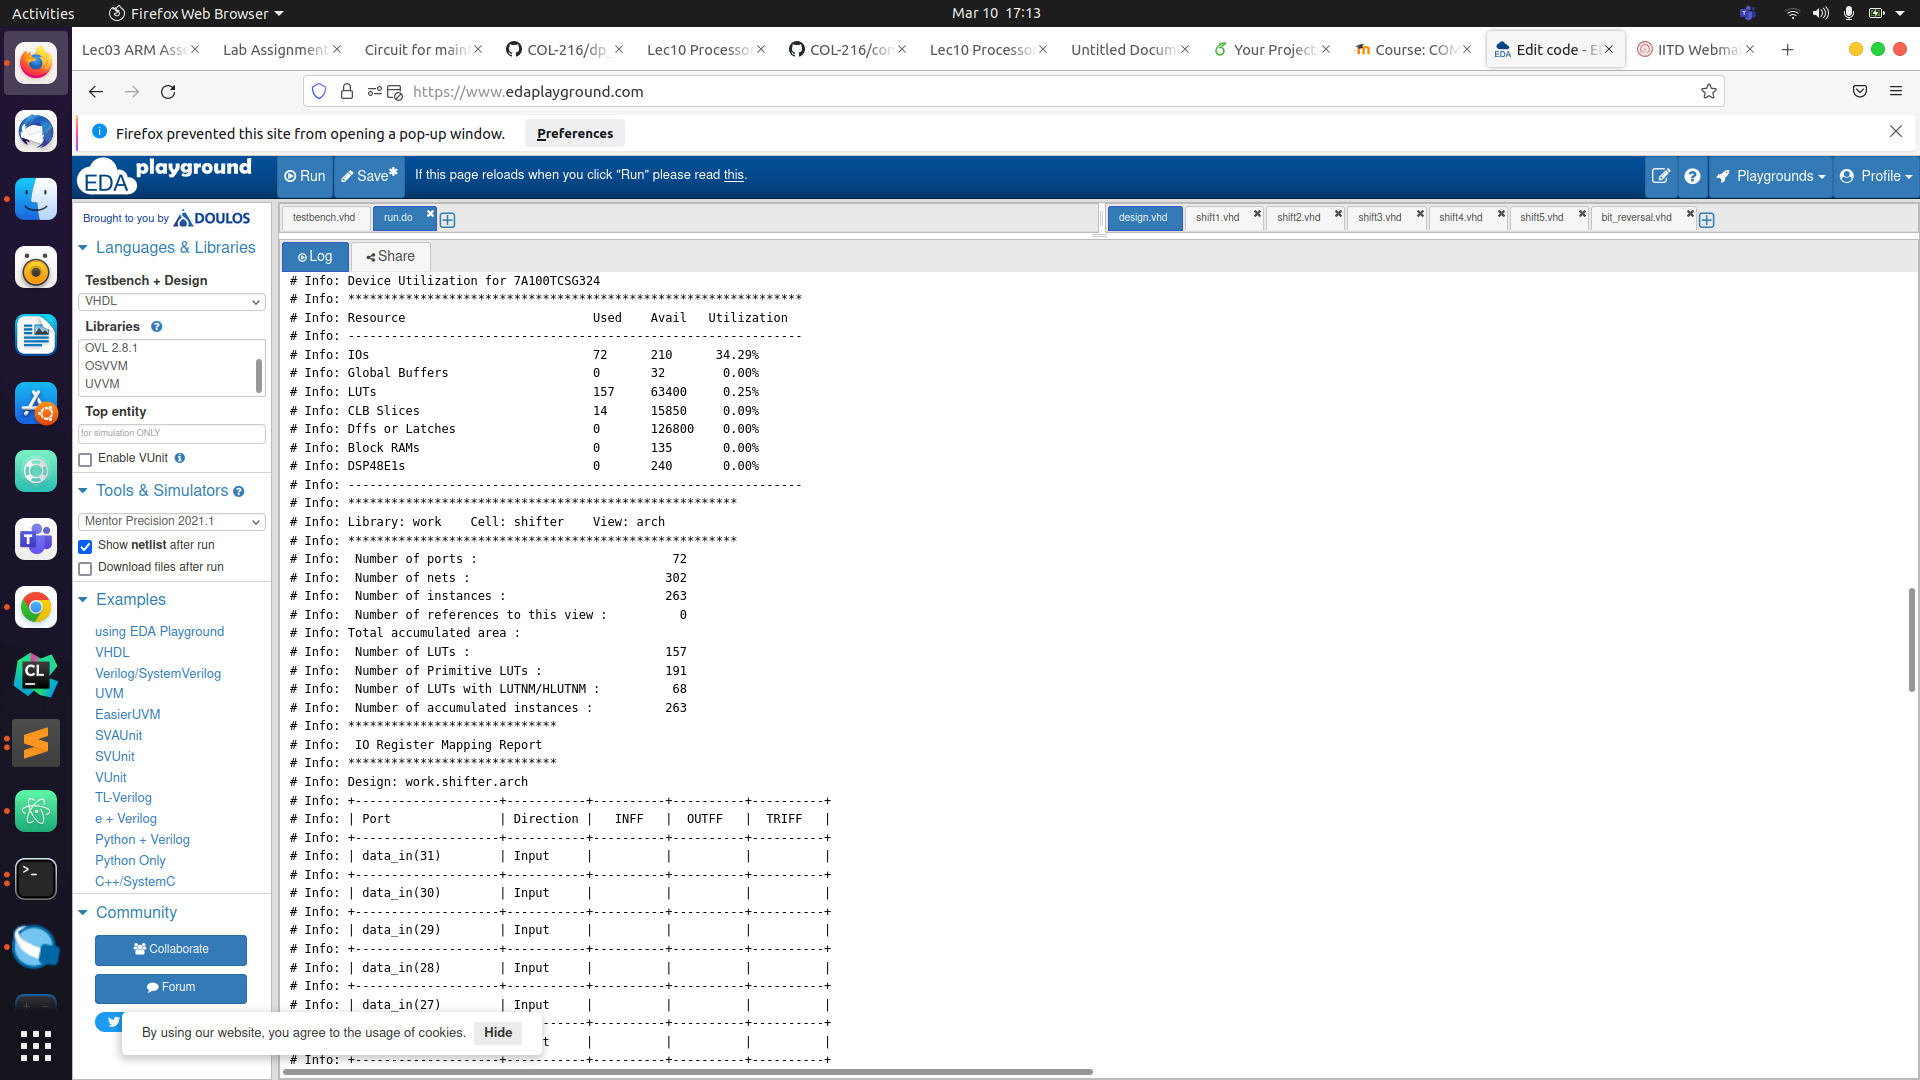 Activities
Firefox Web Browser
Mar 10 17:13
Lec03 ARM Ass
Lab Assignment
Circuit for main
COL-216/dp_
Lec10 Processor
COL-216/con
Lec10 Processor
Untitled Docum
Your Project
Course: COM
EDA
Edit code - E
IITD Webma
https://www.edaplayground.com
Firefox prevented this site from opening a pop-up window.
Preferences
EDA playground
Run
Save*
If this page reloads when you click "Run" please read this.
Playgrounds
Profile
Brought to you by DOULOS
testbench.vhd
run.do
design.vhd
shift1.vhd
shift2.vhd
shift3.vhd
shift4.vhd
shift5.vhd
bit_reversal.vhd
Languages & Libraries
Testbench + Design
VHDL
Libraries
OVL 2.8.1
OSVVM
UVVM
Top entity
for simulation ONLY
Enable VUnit
Tools & Simulators
Mentor Precision 2021.1
Show netlist after run
Download files after run
Examples
using EDA Playground
VHDL
Verilog/SystemVerilog
UVM
EasierUVM
SVAUnit
SVUnit
VUnit
TL-Verilog
e + Verilog
Python + Verilog
Python Only
C++/SystemC
Community
Collaborate
Forum
Log
Share
# Info: Device Utilization for 7A100TCSG324
# Info: ***************************************************************
# Info: Resource                          Used    Avail   Utilization
# Info: ---------------------------------------------------------------
# Info: IOs                               72      210      34.29%
# Info: Global Buffers                    0       32        0.00%
# Info: LUTs                              157     63400     0.25%
# Info: CLB Slices                        14      15850     0.09%
# Info: Dffs or Latches                   0       126800    0.00%
# Info: Block RAMs                        0       135       0.00%
# Info: DSP48E1s                          0       240       0.00%
# Info: ---------------------------------------------------------------
# Info: ******************************************************
# Info: Library: work    Cell: shifter    View: arch
# Info: ******************************************************
# Info:  Number of ports :                           72
# Info:  Number of nets :                           302
# Info:  Number of instances :                      263
# Info:  Number of references to this view :          0
# Info: Total accumulated area :
# Info:  Number of LUTs :                           157
# Info:  Number of Primitive LUTs :                 191
# Info:  Number of LUTs with LUTNM/HLUTNM :          68
# Info:  Number of accumulated instances :          263
# Info: *****************************
# Info:  IO Register Mapping Report
# Info: *****************************
# Info: Design: work.shifter.arch
# Info: +--------------------+-----------+----------+----------+----------+
# Info: | Port               | Direction |   INFF   |  OUTFF   |  TRIFF   |
# Info: +--------------------+-----------+----------+----------+----------+
# Info: | data_in(31)        | Input     |          |          |          |
# Info: +--------------------+-----------+----------+----------+----------+
# Info: | data_in(30)        | Input     |          |          |          |
# Info: +--------------------+-----------+----------+----------+----------+
# Info: | data_in(29)        | Input     |          |          |          |
# Info: +--------------------+-----------+----------+----------+----------+
# Info: | data_in(28)        | Input     |          |          |          |
# Info: +--------------------+-----------+----------+----------+----------+
# Info: | data_in(27)        | Input     |          |          |          |
By using our website, you agree to the usage of cookies.
Hide
# Info: +--------------------+-----------+----------+----------+----------+